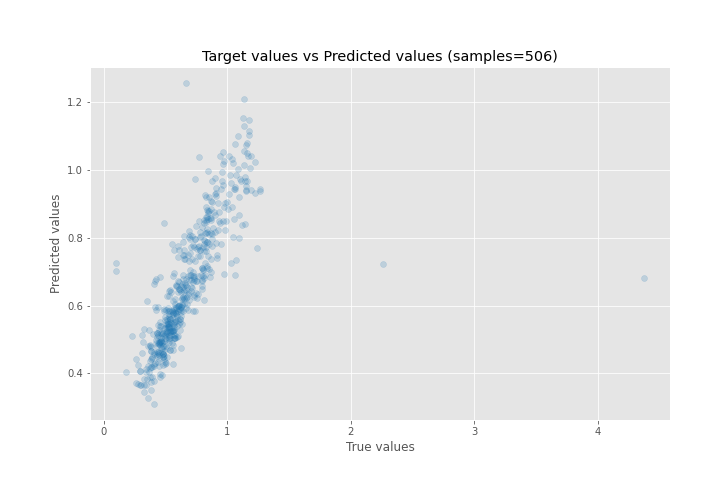 Target values vs Predicted values (samples=506)
Predicted values
1.2
1.0
0.8
0.6
0.4
0 1 2 3 4
True values